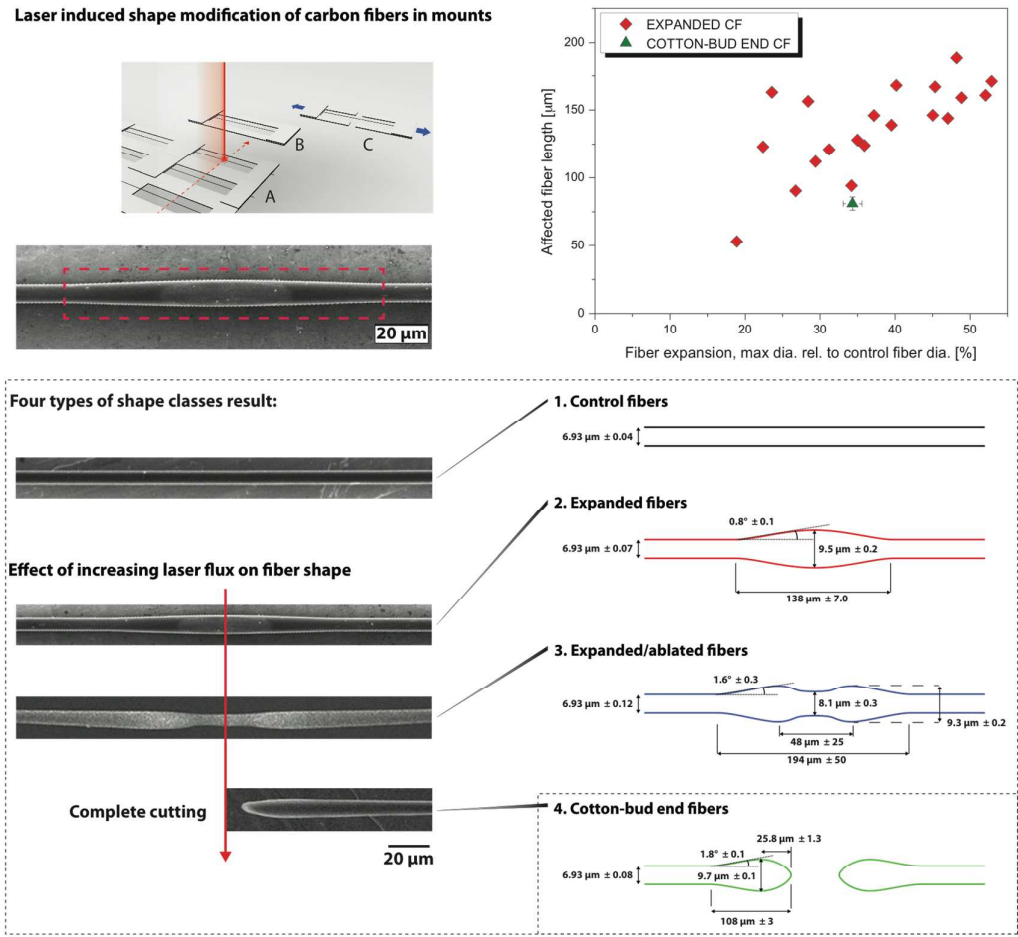 Laser induced shape modification of carbon fibers in mounts
A
B
C
20 µm
EXPANDED CF
COTTON-BUD END CF
Affected fiber length [µm]
200
150
100
50
0
0 10 20 30 40 50
Fiber expansion, max dia. rel. to control fiber dia. [%]
Four types of shape classes result:
1. Control fibers
6.93 µm ± 0.04
2. Expanded fibers
0.8° ± 0.1
6.93 µm ± 0.07
9.5 µm ± 0.2
138 µm ± 7.0
Effect of increasing laser flux on fiber shape
3. Expanded/ablated fibers
1.6° ± 0.3
6.93 µm ± 0.12
8.1 µm ± 0.3
9.3 µm ± 0.2
48 µm ± 25
194 µm ± 50
Complete cutting
20 µm
4. Cotton-bud end fibers
25.8 µm ± 1.3
1.8° ± 0.1
6.93 µm ± 0.08
9.7 µm ± 0.1
108 µm ± 3